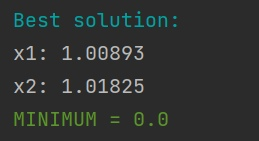 Best solution:
x1: 1.00893
x2: 1.01825
MINIMUM = 0.0